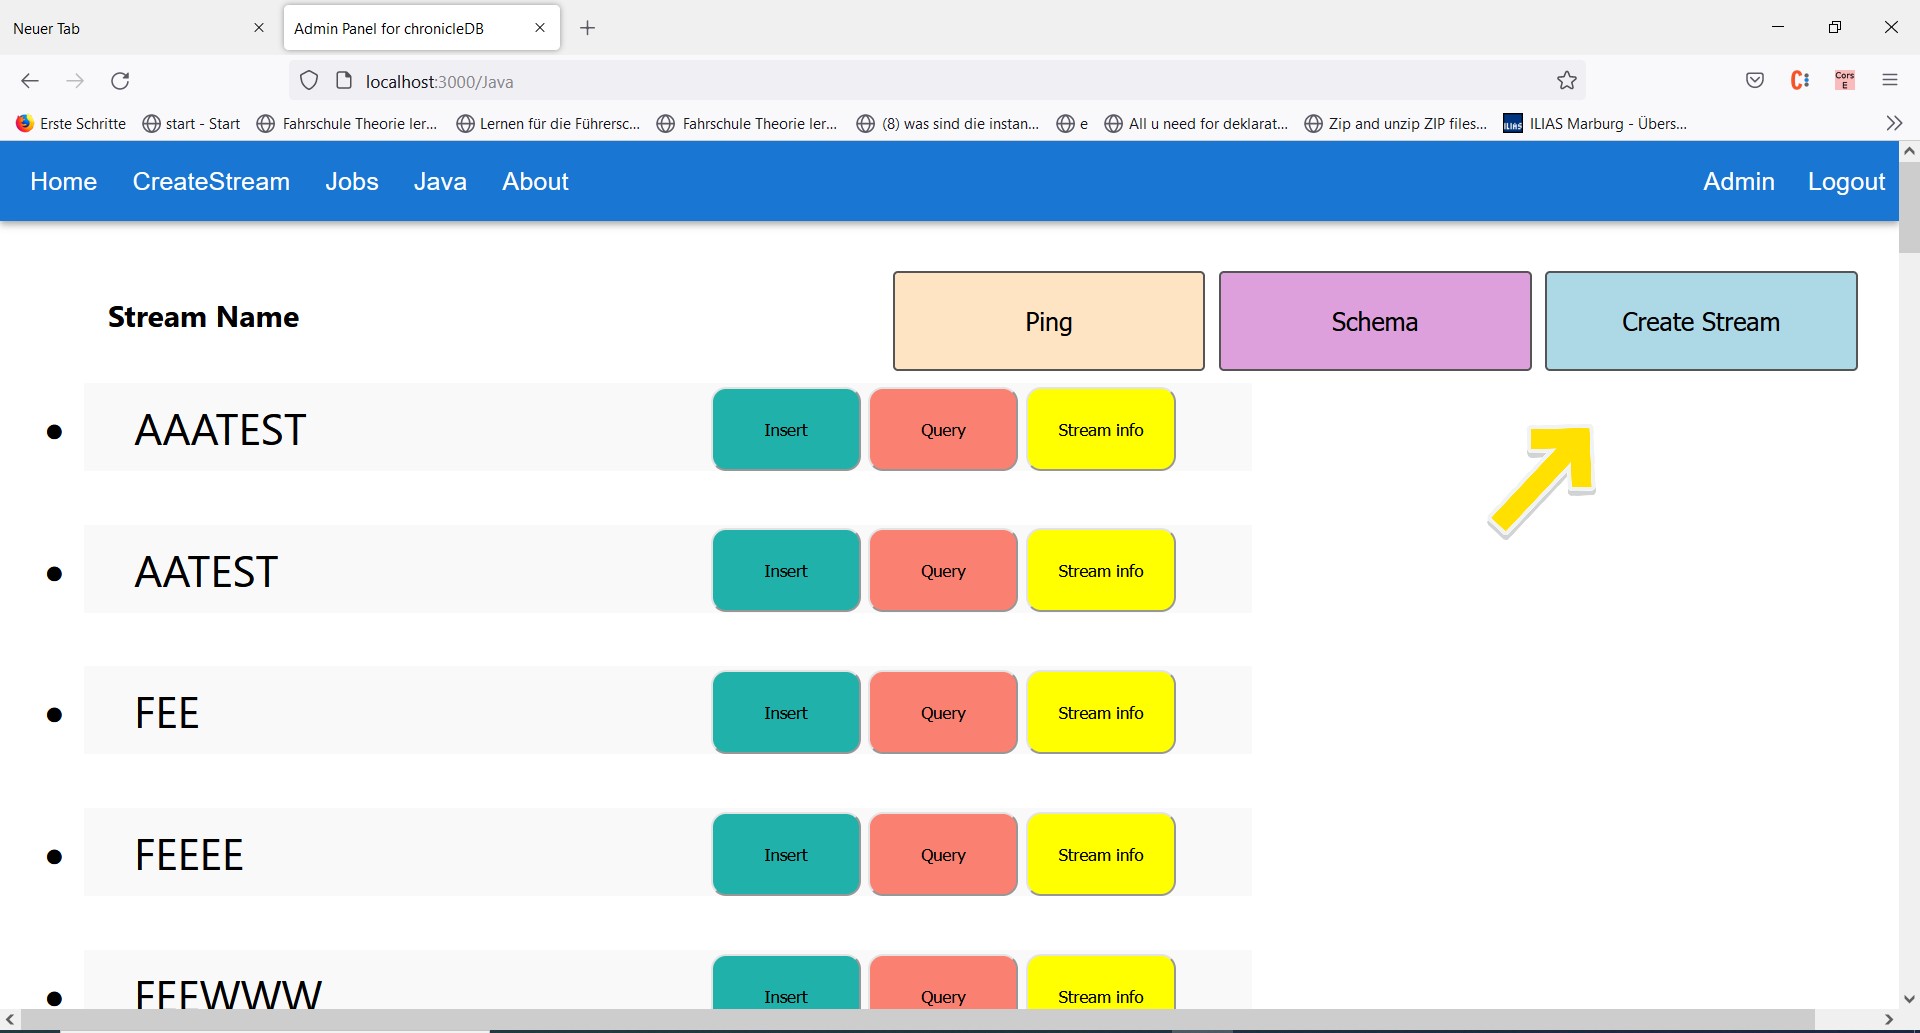 Neuer Tab
Admin Panel for chronicleDB
localhost:3000/Java
Cors E
Erste Schritte
start - Start
Fahrschule Theorie ler...
Lernen für die Führersc...
Fahrschule Theorie ler...
(8) was sind die instan...
e
All u need for deklarat...
Zip and unzip ZIP files...
ILIAS
ILIAS Marburg - Übers...
Home CreateStream Jobs Java About Admin Logout
Stream Name
Ping
Schema
Create Stream
AAATEST Insert Query Stream info
AATEST Insert Query Stream info
FEE Insert Query Stream info
FEEEE Insert Query Stream info
FEEWWW Insert Query Stream info